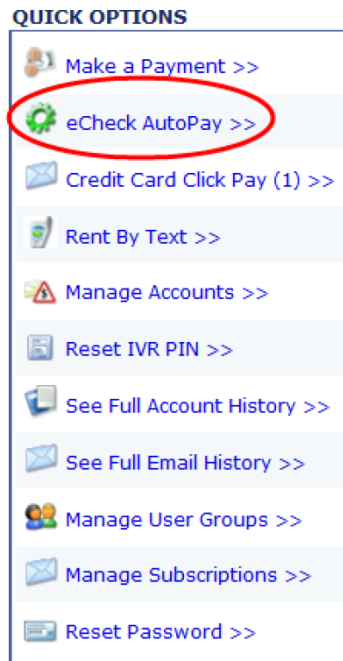 QUICK OPTIONS
Make a Payment >>
eCheck AutoPay >>
Credit Card Click Pay (1) >>
Rent By Text >>
Manage Accounts >>
Reset IVR PIN >>
See Full Account History >>
See Full Email History >>
Manage User Groups >>
Manage Subscriptions >>
Reset Password >>